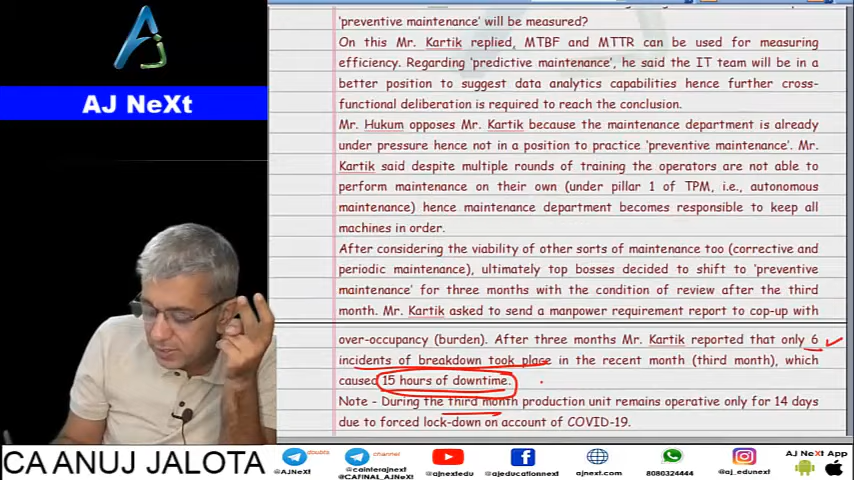 'preventive maintenance' will be measured?
On this Mr. Kartik replied, MTBF and MTTR can be used for measuring
efficiency. Regarding 'predictive maintenance', he said the IT team will be in a
better position to suggest data analytics capabilities hence further cross-
functional deliberation is required to reach the conclusion.
Mr. Hukum opposes Mr. Kartik because the maintenance department is already
under pressure hence not in a position to practice 'preventive maintenance'. Mr.
Kartik said despite multiple rounds of training the operators are not able to
perform maintenance on their own (under pillar 1 of TPM, i.e., autonomous
maintenance) hence maintenance department becomes responsible to keep all
machines in order.
After considering the viability of other sorts of maintenance too (corrective and
periodic maintenance), ultimately top bosses decided to shift to 'preventive
maintenance' for three months with the condition of review after the third
month. Mr. Kartik asked to send a manpower requirement report to cop-up with
over-occupancy (burden). After three months Mr. Kartik reported that only 6
incidents of breakdown took place in the recent month (third month), which
caused 15 hours of downtime.
Note - During the third month production unit remains operative only for 14 days
due to forced lock-down on account of COVID-19.
AJ NeXt
CA ANUJ JALOTA
doubts
@AJNeXt
channel
@cainterajnext
@CAFINAL_AJNeXt
@ajnextedu
@ajeducationnext
ajnext.com
8080324444
@aj_edunext
AJ NeXt App